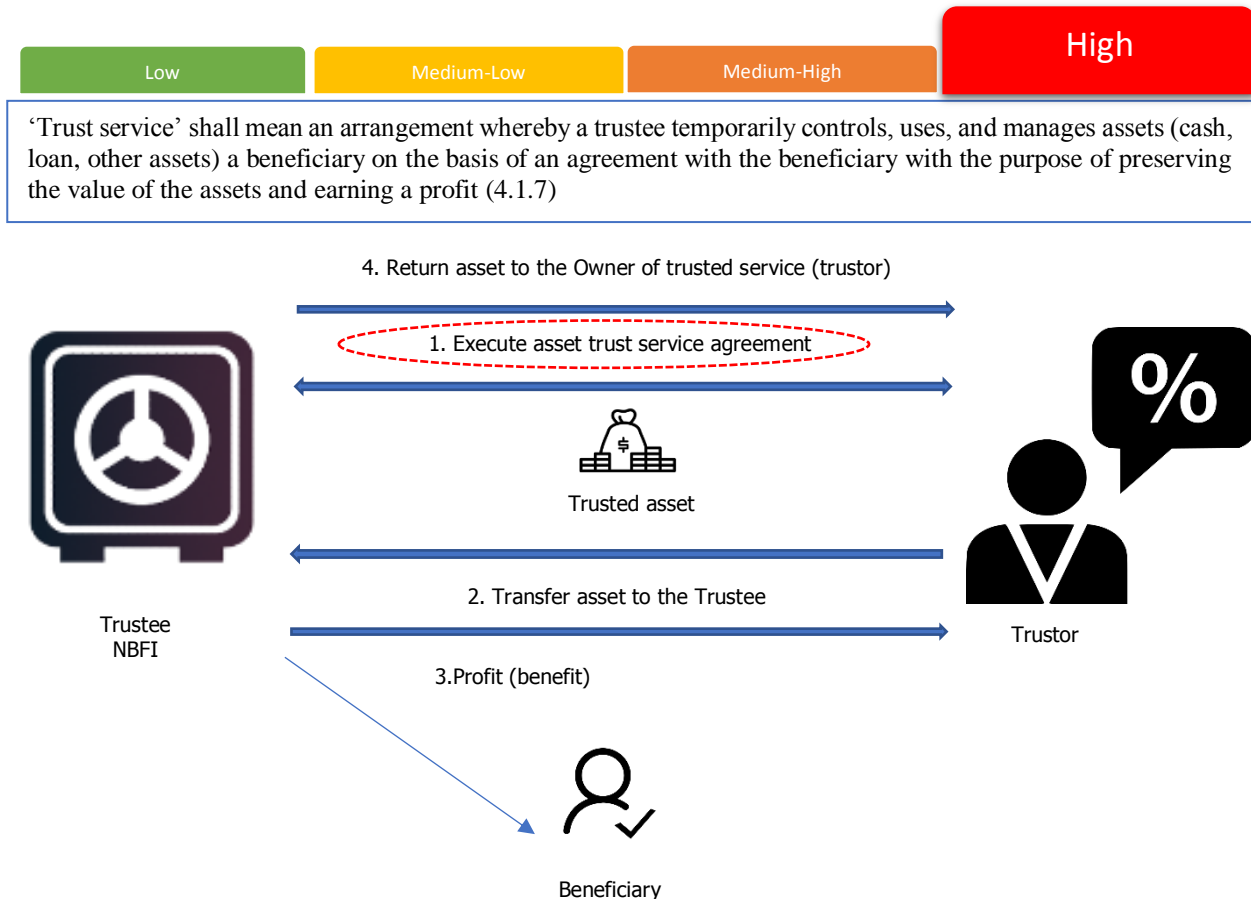 Low
Medium-Low
Medium-High
High
‘Trust service’ shall mean an arrangement whereby a trustee temporarily controls, uses, and manages assets (cash,
loan, other assets) a beneficiary on the basis of an agreement with the beneficiary with the purpose of preserving
the value of the assets and earning a profit (4.1.7)
4. Return asset to the Owner of trusted service (trustor)
1. Execute asset trust service agreement
%
$
Trusted asset
2. Transfer asset to the Trustee
Trustee
NBFI
Trustor
3.Profit (benefit)
Beneficiary